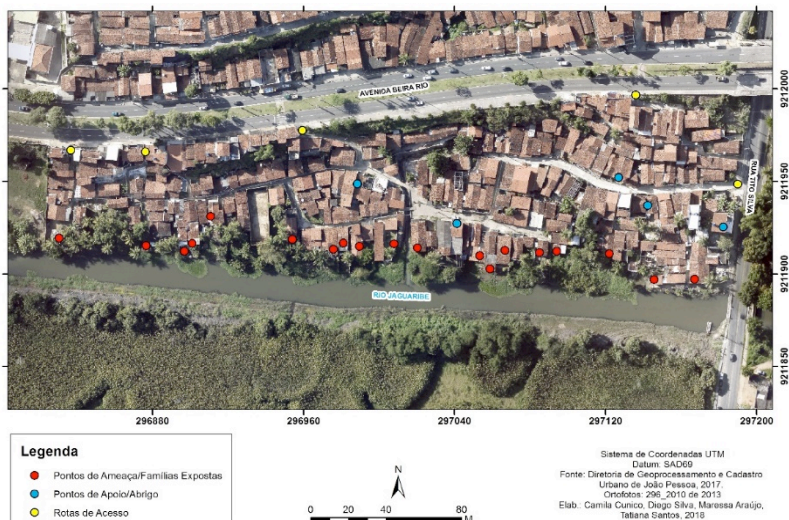 AVENIDA BEIRA RIO
RUA TITO SILVA
RIO JAGUARIBE
9212000
9211950
9211900
9211850
296880
296960
297040
297120
297200
Legenda
Pontos de Ameaça/Famílias Expostas
Pontos de Apoio/Abrigo
Rotas de Acesso
N
0 20 40 80
M
Sistema de Coordenadas UTM
Datum: SAD69
Fonte: Diretoria de Geoprocessamento e Cadastro
Urbano de João Pessoa, 2017.
Ortofotos: 296_2010 de 2013
Elab.: Camila Cunico, Diego Silva, Maressa Araújo,
Tatiana Santos, 2018